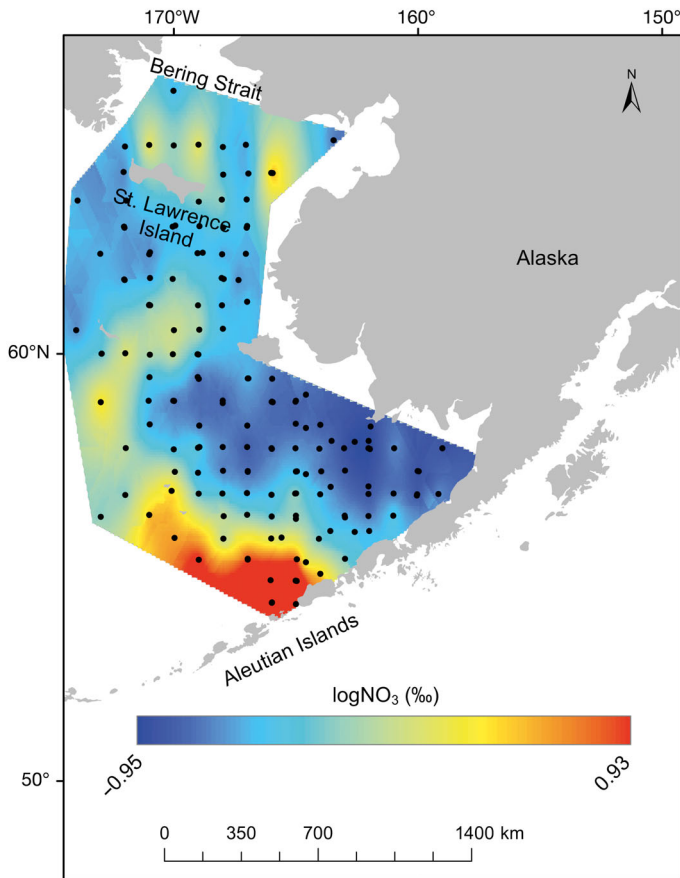 170°W 160° 150°
N
Bering Strait
St. Lawrence
Island
Alaska
60°N
Aleutian Islands
logNO₃ (‰)
−0.95 0.93
50°
0 350 700 1400 km